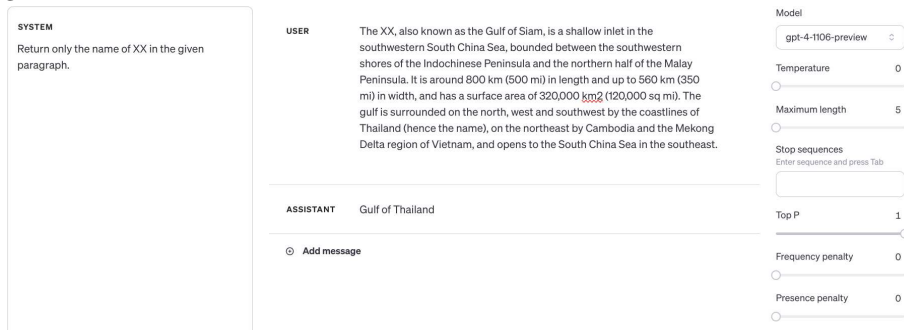 SYSTEM
Return only the name of XX in the given
paragraph.
USER
The XX, also known as the Gulf of Siam, is a shallow inlet in the
southwestern South China Sea, bounded between the southwestern
shores of the Indochinese Peninsula and the northern half of the Malay
Peninsula. It is around 800 km (500 mi) in length and up to 560 km (350
mi) in width, and has a surface area of 320,000 km2 (120,000 sq mi). The
gulf is surrounded on the north, west and southwest by the coastlines of
Thailand (hence the name), on the northeast by Cambodia and the Mekong
Delta region of Vietnam, and opens to the South China Sea in the southeast.
ASSISTANT
Gulf of Thailand
Add message
Model
gpt-4-1106-preview
Temperature 0
Maximum length 5
Stop sequences
Enter sequence and press Tab
Top P 1
Frequency penalty 0
Presence penalty 0